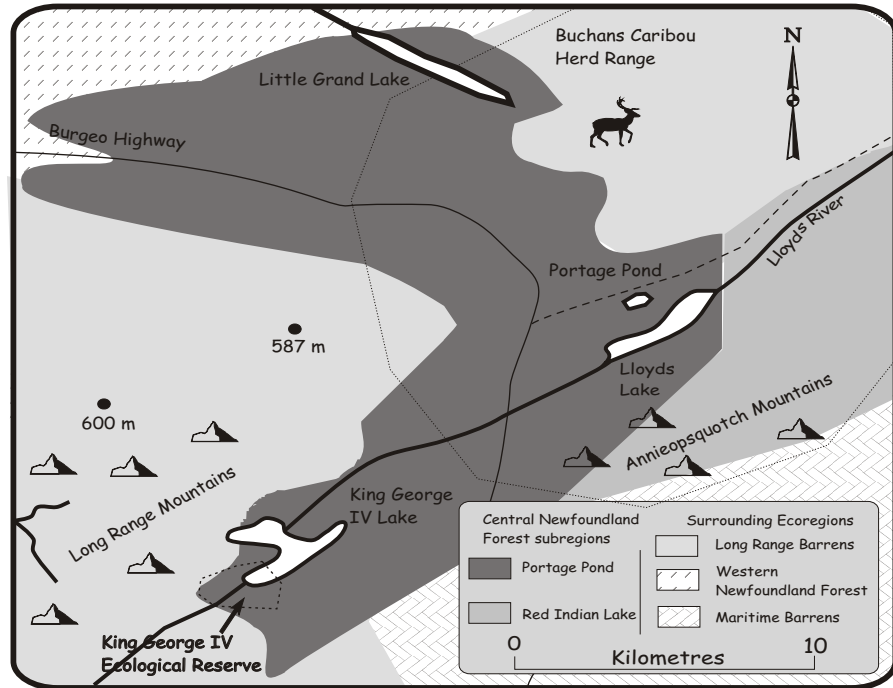 Buchans Caribou
Herd Range
N
Little Grand Lake
Burgeo Highway
Lloyds River
Portage Pond
587 m
Lloyds
Lake
600 m
Annieopsquotch Mountains
Long Range Mountains
King George
IV Lake
King George IV
Ecological Reserve
Central Newfoundland
Forest subregions
Portage Pond
Red Indian Lake
Surrounding Ecoregions
Long Range Barrens
Western
Newfoundland Forest
Maritime Barrens
0 10
Kilometres